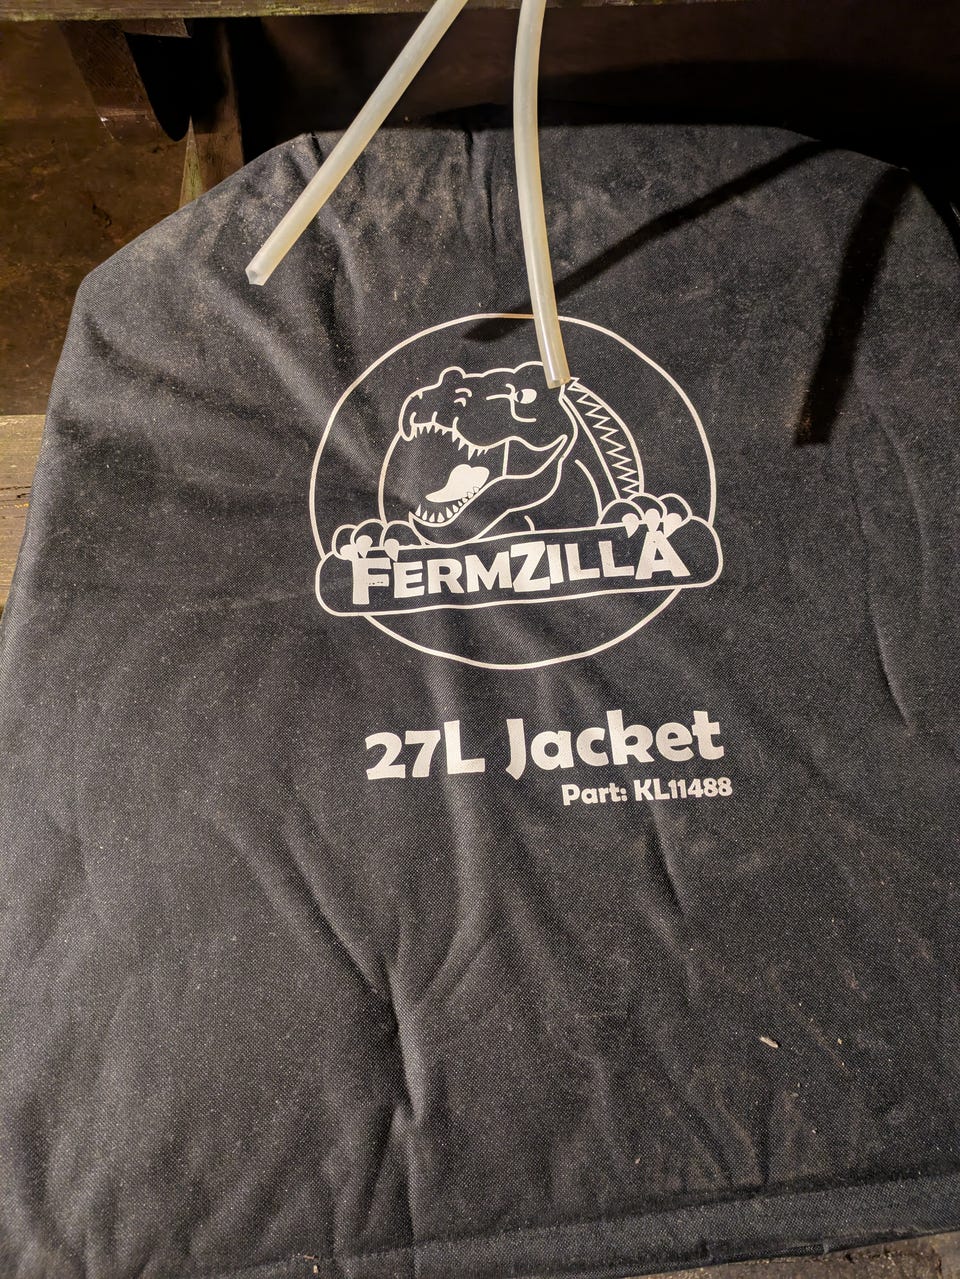 FERMZILLA
27L Jacket
Part: KL11488